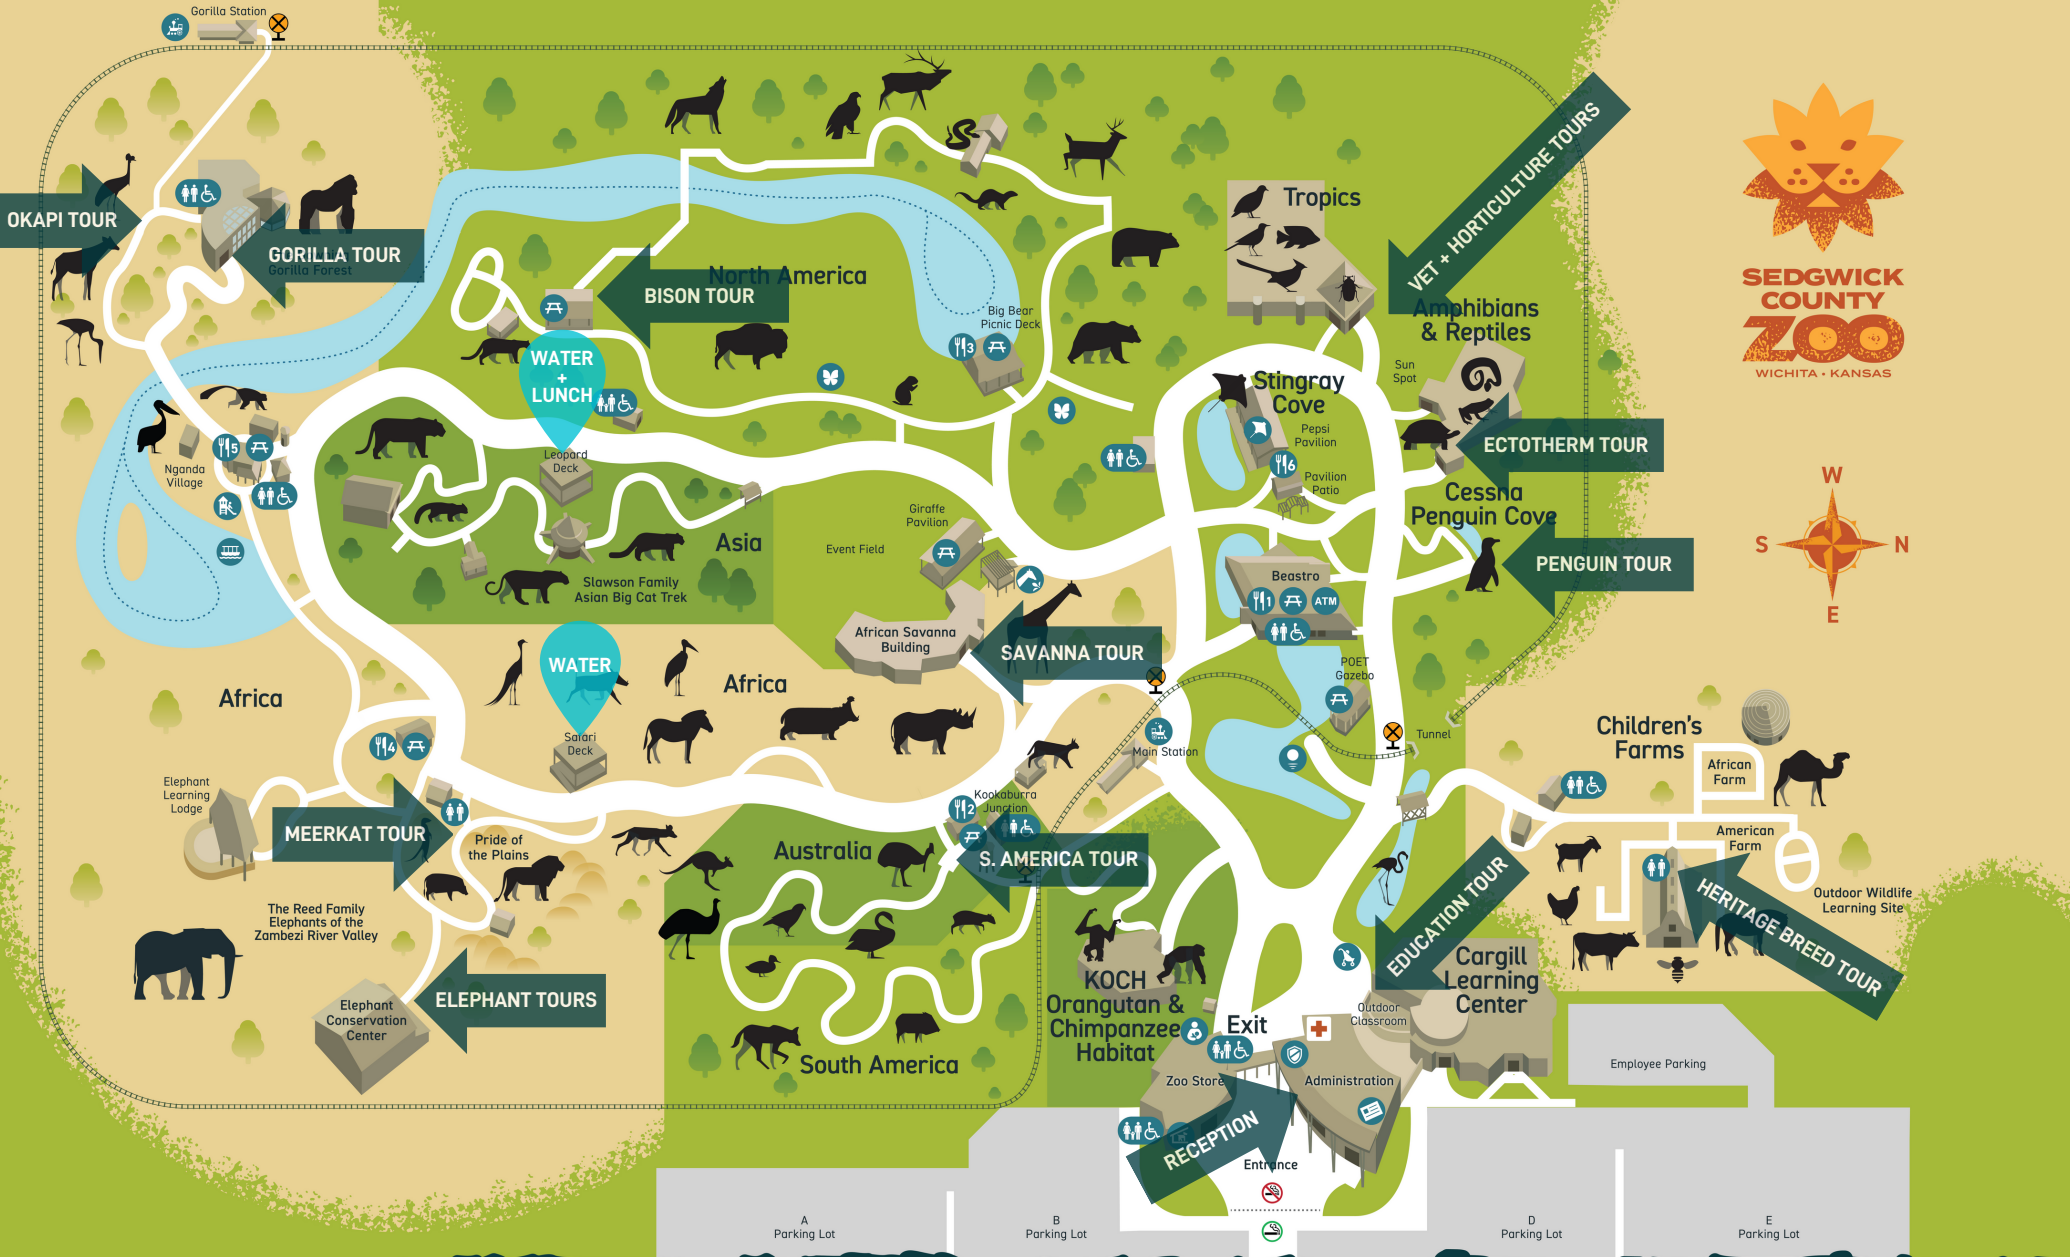 Gorilla Station
OKAPI TOUR
GORILLA TOUR
Gorilla Forest
North America
BISON TOUR
WATER
+
LUNCH
Big Bear
Picnic Deck
3
Tropics
VET + HORTICULTURE TOURS
Amphibians
& Reptiles
Sun
Spot
SEDGWICK
COUNTY
ZOO
WICHITA • KANSAS
W
S
N
E
Stingray
Cove
Pepsi
Pavilion
6
Pavilion
Patio
ECTOTHERM TOUR
Cessna
Penguin Cove
PENGUIN TOUR
5
Nganda
Village
Leopard
Deck
Asia
Slawson Family
Asian Big Cat Trek
Giraffe
Pavilion
Event Field
African Savanna
Building
SAVANNA TOUR
Beastro
1
ATM
POET
Gazebo
Tunnel
Main Station
WATER
Safari
Deck
Africa
Africa
4
Elephant
Learning
Lodge
MEERKAT TOUR
Pride of
the Plains
The Reed Family
Elephants of the
Zambezi River Valley
Elephant
Conservation
Center
ELEPHANT TOURS
2
Kookaburra
Junction
Australia
S. AMERICA TOUR
South America
KOCH
Orangutan &
Chimpanzee
Habitat
Children's
Farms
African
Farm
American
Farm
Outdoor Wildlife
Learning Site
HERITAGE BREED TOUR
EDUCATION TOUR
Cargill
Learning
Center
Outdoor
Classroom
Exit
Zoo Store
Administration
RECEPTION
Entrance
Employee Parking
A
Parking Lot
B
Parking Lot
D
Parking Lot
E
Parking Lot